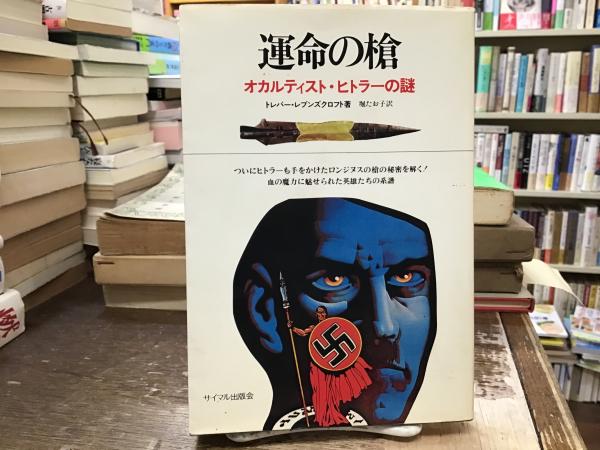 運命の槍
オカルティスト・ヒトラーの謎
トレバー・レブンズクロフト著 堀たお子訳
ついにヒトラーも手をかけたロンジヌスの槍の秘密を解く!
血の魔力に魅せられた英雄たちの系譜
サイマル出版会